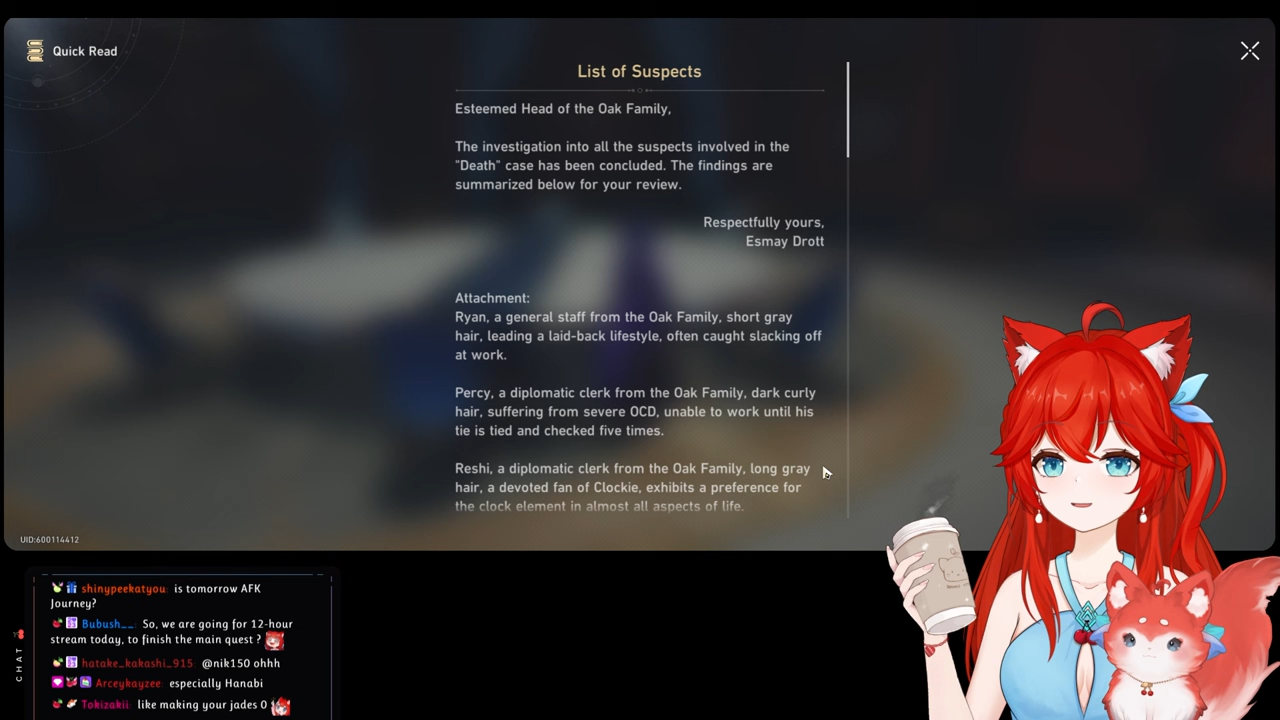 Quick Read
List of Suspects
Esteemed Head of the Oak Family,
The investigation into all the suspects involved in the
"Death" case has been concluded. The findings are
summarized below for your review.
Respectfully yours,
Esmay Drott
Attachment:
Ryan, a general staff from the Oak Family, short gray
hair, leading a laid-back lifestyle, often caught slacking off
at work.
Percy, a diplomatic clerk from the Oak Family, dark curly
hair, suffering from severe OCD, unable to work until his
tie is tied and checked five times.
Reshi, a diplomatic clerk from the Oak Family, long gray
hair, a devoted fan of Clockie, exhibits a preference for
the clock element in almost all aspects of life.
UID:600114412
CHAT
shinypeekatyou: is tomorrow AFK
Journey?
Bubush__: So, we are going for 12-hour
stream today, to finish the main quest ?
hatake_kakashi_915: @nik150 ohhh
Arceykayzee: especially Hanabi
Tokizakii: like making your jades 0